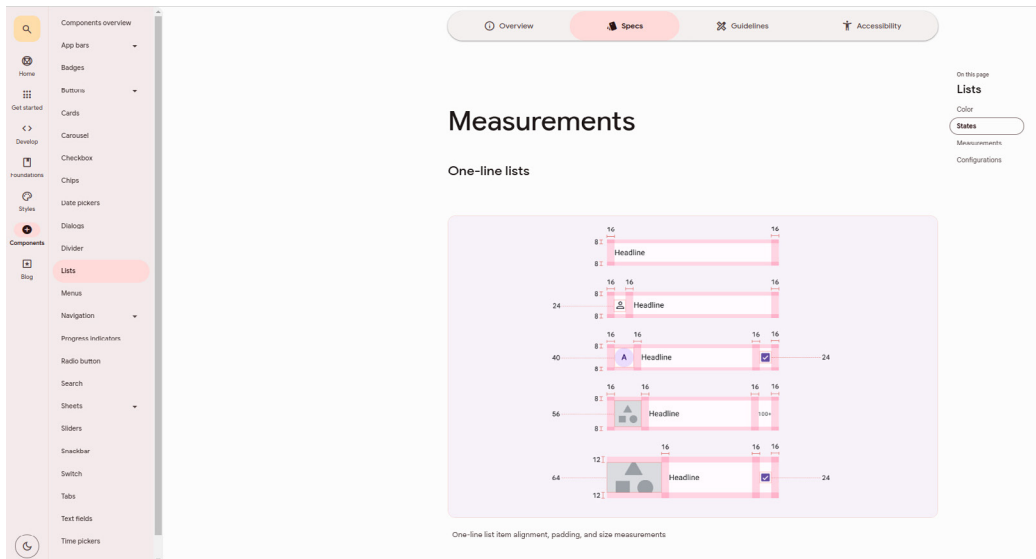 Home
Get started
Develop
Foundations
Styles
Components
Blog
Components overview
App bars
Badges
Buttons
Cards
Carousel
Checkbox
Chips
Date pickers
Dialogs
Divider
Lists
Menus
Navigation
Progress indicators
Radio button
Search
Sheets
Sliders
Snackbar
Switch
Tabs
Text fields
Time pickers
Overview
Specs
Guidelines
Accessibility
Measurements
One-line lists
16 16
8
Headline
8
16 16 16
8
24 Headline
8
16 16 16 16
8
40 A Headline 24
8
16 16 16 16
8
56 Headline 100+
8
16 16 16
12
64 Headline 24
12
One-line list item alignment, padding, and size measurements
On this page
Lists
Color
States
Measurements
Configurations